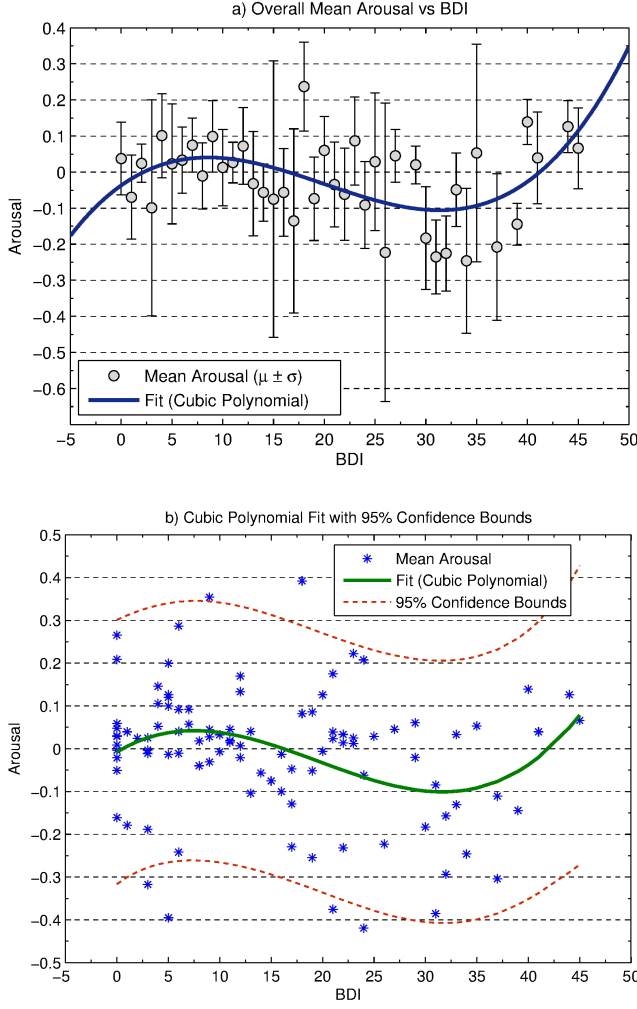 a) Overall Mean Arousal vs BDI
0.4
0.3
0.2
0.1
0
−0.1
−0.2
−0.3
−0.4
−0.5
−0.6
Arousal
Mean Arousal (μ ± σ)
Fit (Cubic Polynomial)
−5 0 5 10 15 20 25 30 35 40 45 50
BDI
b) Cubic Polynomial Fit with 95% Confidence Bounds
0.5
0.4
0.3
0.2
0.1
0
−0.1
−0.2
−0.3
−0.4
−0.5
Arousal
Mean Arousal
Fit (Cubic Polynomial)
95% Confidence Bounds
−5 0 5 10 15 20 25 30 35 40 45 50
BDI